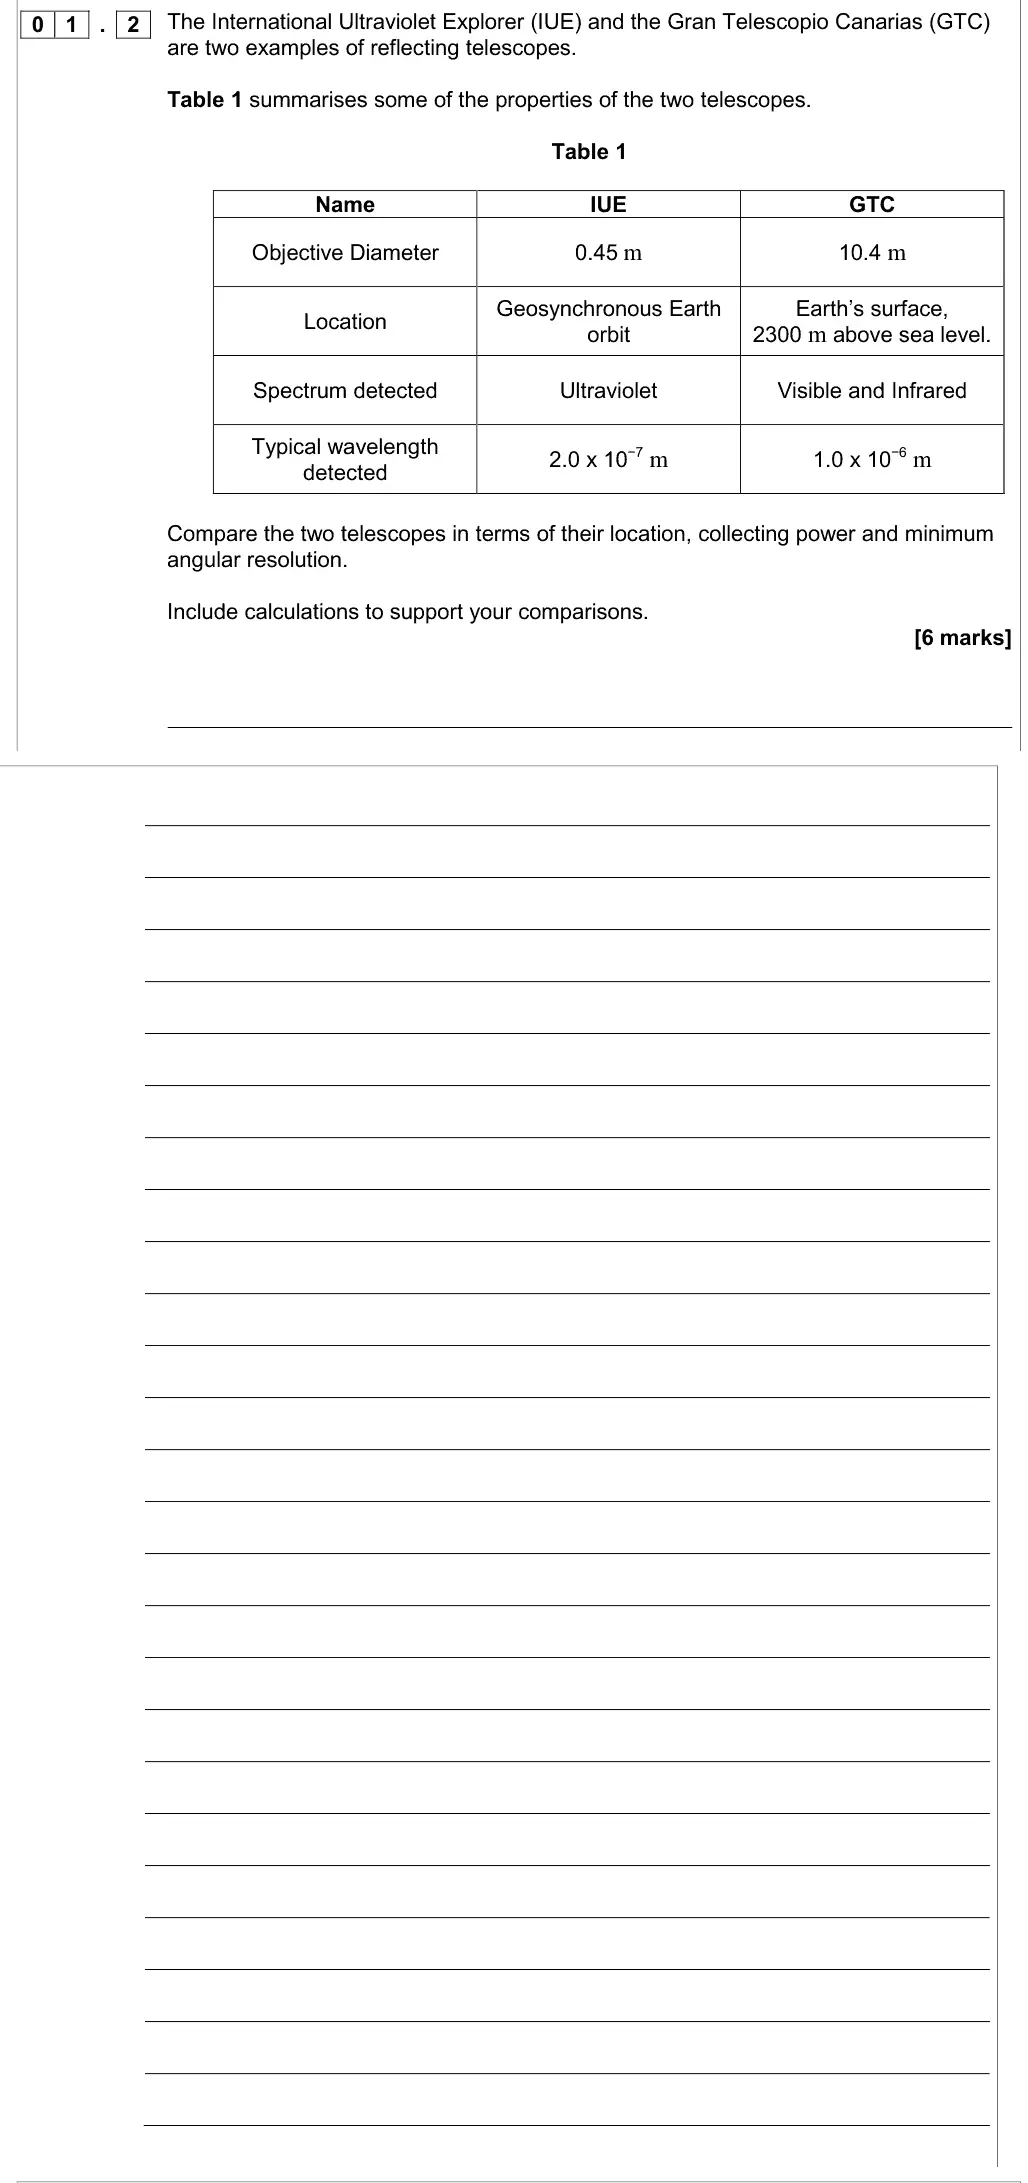 0 1 . 2 The International Ultraviolet Explorer (IUE) and the Gran Telescopio Canarias (GTC)
are two examples of reflecting telescopes.
Table 1 summarises some of the properties of the two telescopes.
Table 1
Name IUE GTC
Objective Diameter 0.45 m 10.4 m
Location Geosynchronous Earth orbit Earth's surface, 2300 m above sea level.
Spectrum detected Ultraviolet Visible and Infrared
Typical wavelength detected 2.0 x 10⁻⁷ m 1.0 x 10⁻⁶ m
Compare the two telescopes in terms of their location, collecting power and minimum
angular resolution.
Include calculations to support your comparisons.
[6 marks]